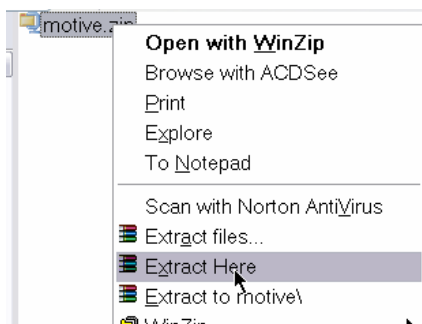 motive.zip
Open with WinZip
Browse with ACDSee
Print
Explore
To Notepad
Scan with Norton AntiVirus
Extract files...
Extract Here
Extract to motive\
WinZip